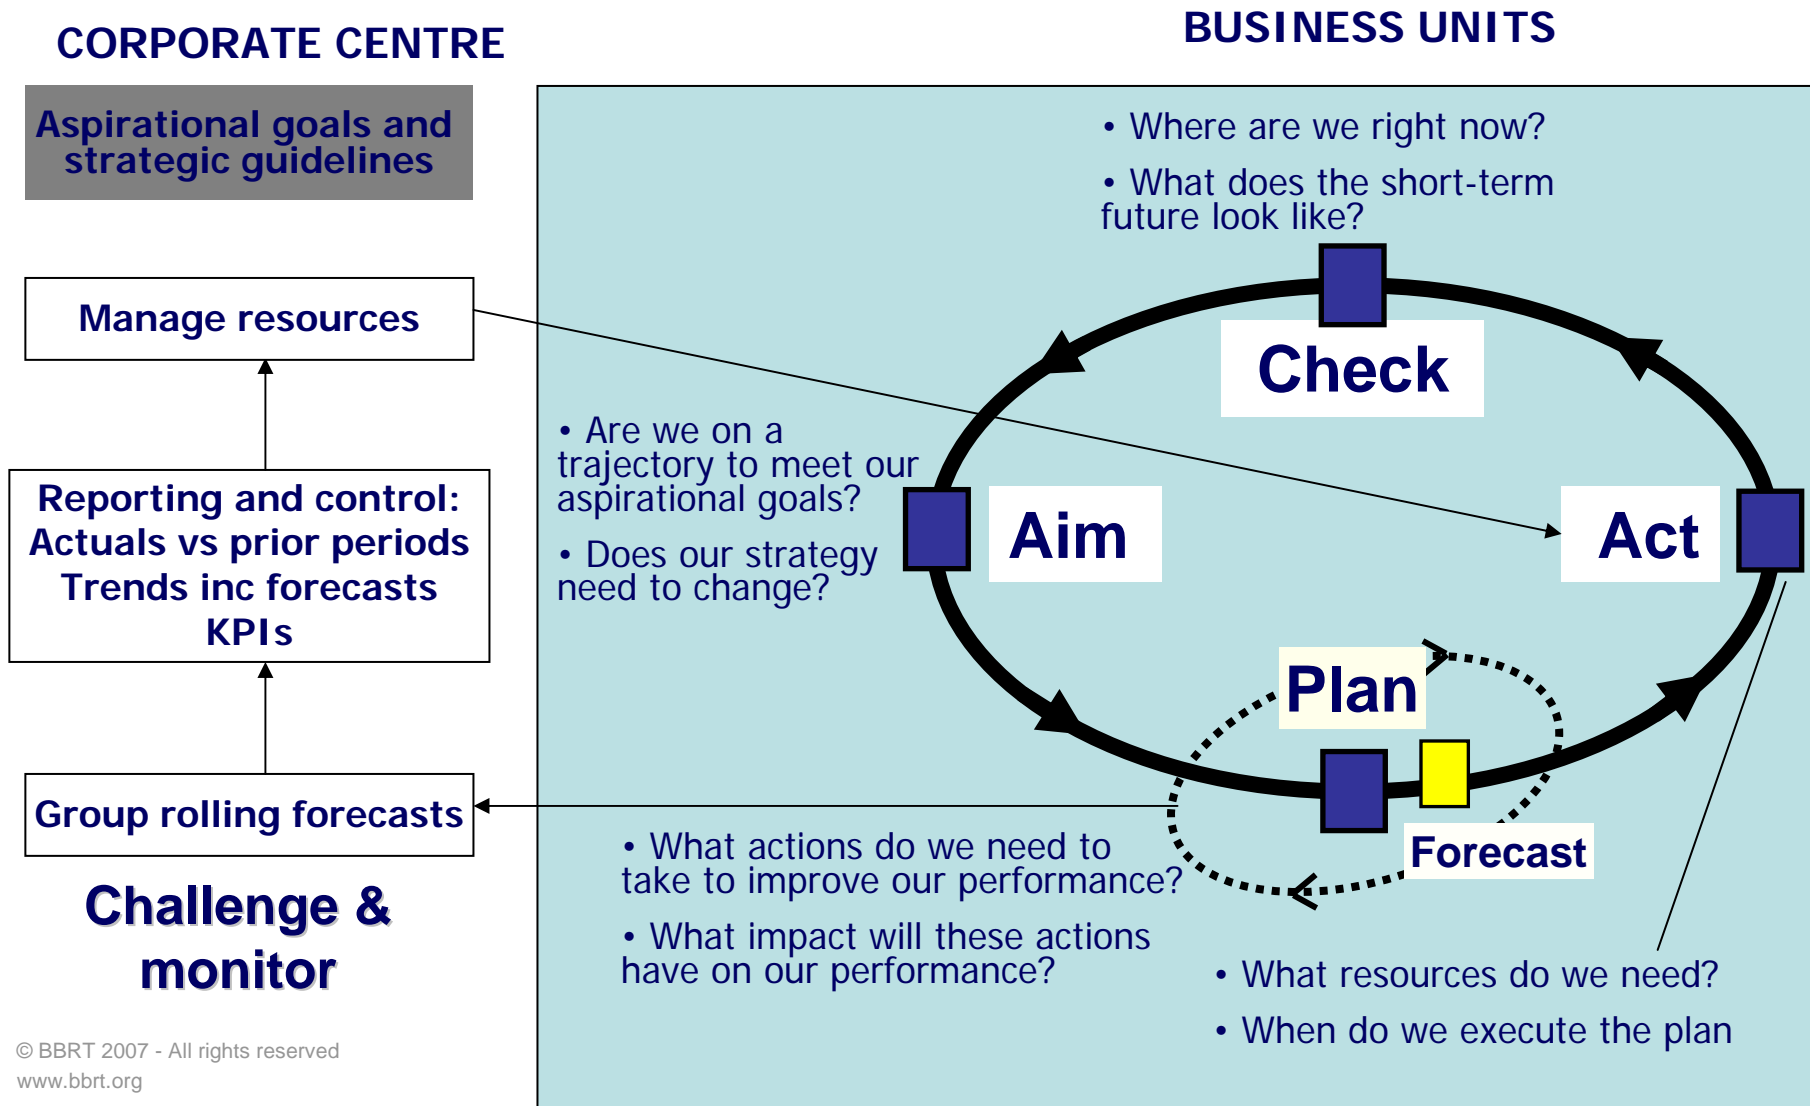 CORPORATE CENTRE
BUSINESS UNITS
Aspirational goals and
strategic guidelines
Manage resources
Reporting and control:
Actuals vs prior periods
Trends inc forecasts
KPIs
Group rolling forecasts
Challenge &
monitor
© BBRT 2007 - All rights reserved
www.bbrt.org
• Where are we right now?
• What does the short-term
future look like?
Check
• Are we on a
trajectory to meet our
aspirational goals?
• Does our strategy
need to change?
Aim
Act
Plan
Forecast
• What actions do we need to
take to improve our performance?
• What impact will these actions
have on our performance?
• What resources do we need?
• When do we execute the plan